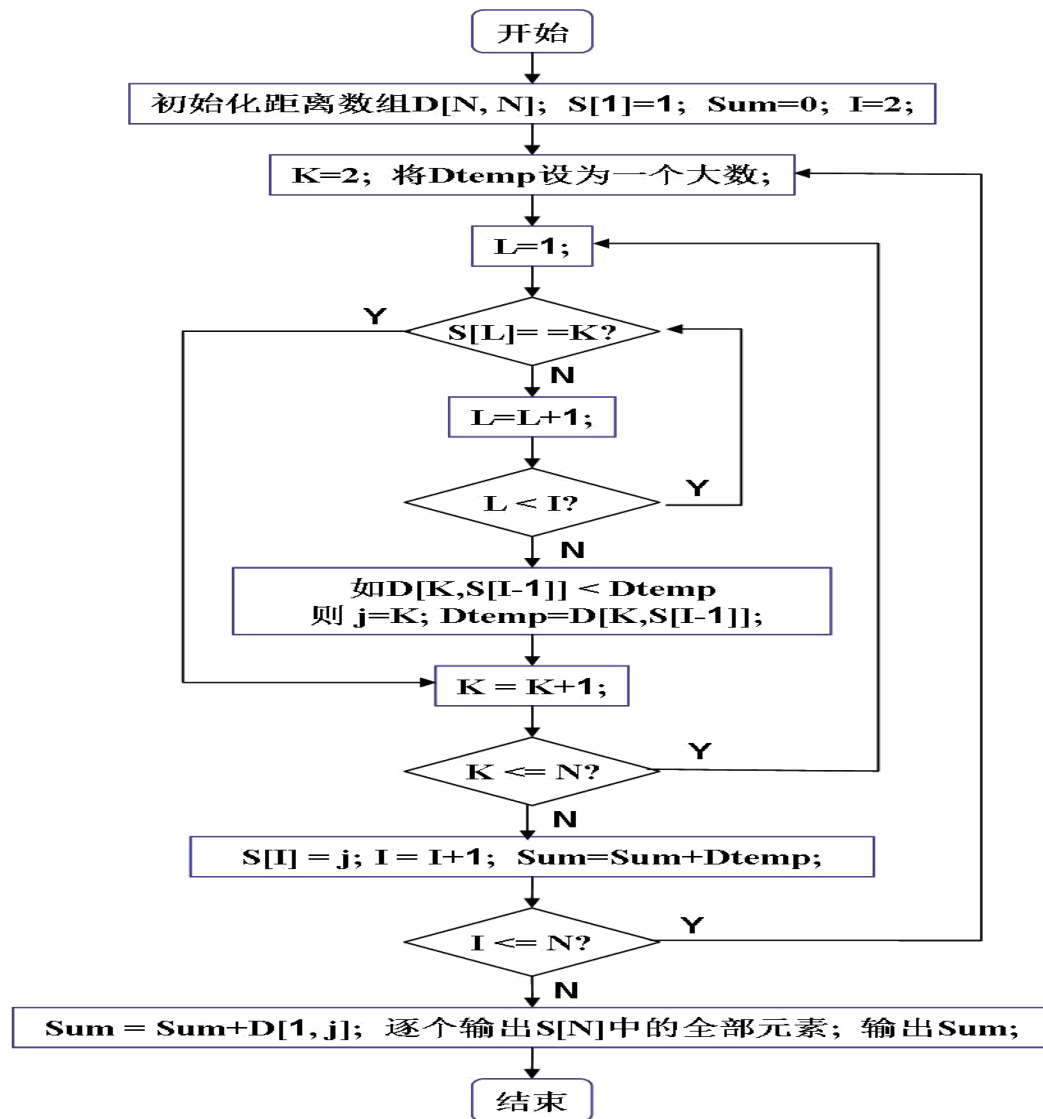 开始
初始化距离数组D[N, N]; S[1]=1; Sum=0; I=2;
K=2; 将Dtemp设为一个大数;
L=1;
Y
S[L]= =K?
N
L=L+1;
L < I?
Y
N
如D[K,S[I-1]] < Dtemp
则 j=K; Dtemp=D[K,S[I-1]];
K = K+1;
K <= N?
Y
N
S[I] = j; I = I+1; Sum=Sum+Dtemp;
I <= N?
Y
N
Sum = Sum+D[1, j]; 逐个输出S[N]中的全部元素; 输出Sum;
结束